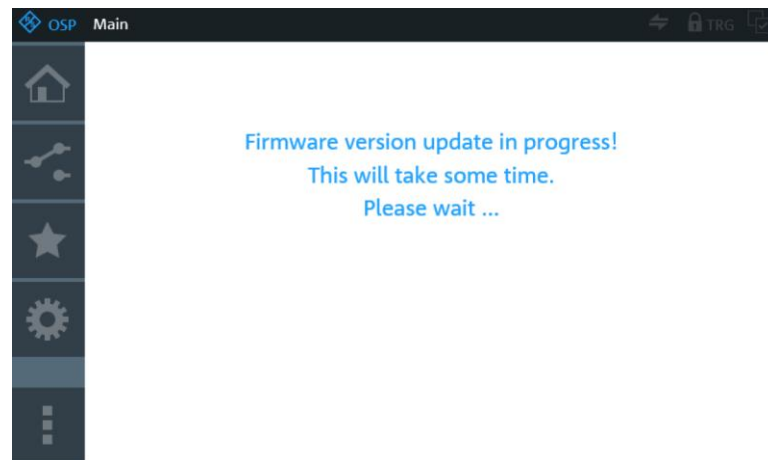 OSP Main TRG
Firmware version update in progress!
This will take some time.
Please wait ...